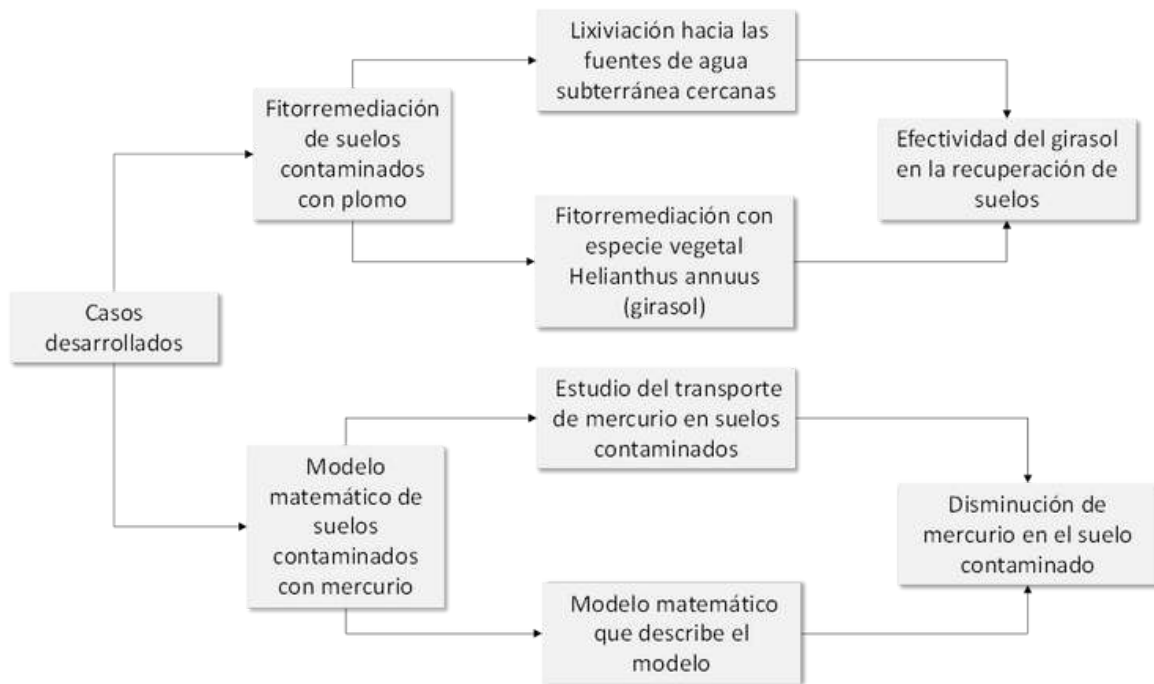 Casos
desarrollados
Fitorremediación
de suelos
contaminados
con plomo
Lixiviación hacia las
fuentes de agua
subterránea cercanas
Fitorremediación con
especie vegetal
Helianthus annuus
(girasol)
Efectividad del girasol
en la recuperación de
suelos
Modelo
matemático de
suelos
contaminados
con mercurio
Estudio del transporte
de mercurio en suelos
contaminados
Modelo matemático
que describe el
modelo
Disminución de
mercurio en el suelo
contaminado